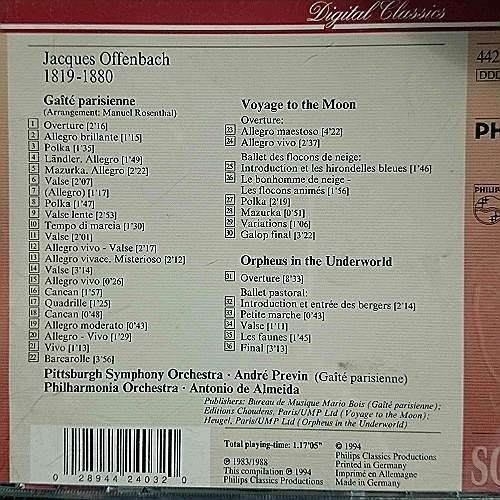 Digital Classics
Jacques Offenbach
1819-1880
442
DDD
PHILIPS
Gaîté parisienne
(Arrangement: Manuel Rosenthal)
1 Overture [2'16]
2 Allegro brillante [1'15]
3 Polka [1'35]
4 Ländler. Allegro [1'49]
5 Mazurka. Allegro [2'22]
6 Valse [2'07]
7 (Allegro) [1'17]
8 Polka [1'47]
9 Valse lente [2'53]
10 Tempo di marcia [1'30]
11 Valse [2'01]
12 Allegro vivo - Valse [2'17]
13 Allegro vivace. Misterioso [2'12]
14 Valse [3'14]
15 Allegro vivo [0'26]
16 Cancan [1'57]
17 Quadrille [1'25]
18 Cancan [0'48]
19 Allegro moderato [0'43]
20 Allegro - Vivo [1'29]
21 Vivo [1'13]
22 Barcarolle [3'56]
Voyage to the Moon
Overture:
23 Allegro maestoso [4'22]
24 Allegro vivo [2'37]
Ballet des flocons de neige:
25 Introduction et les hirondelles bleues [1'46]
26 Le bonhomme de neige -
Les flocons animés [1'56]
27 Polka [2'19]
28 Mazurka [0'51]
29 Variations [1'06]
30 Galop final [3'22]
Orpheus in the Underworld
31 Overture [8'33]
Ballet pastoral:
32 Introduction et entrée des bergers [2'14]
33 Petite marche [0'43]
34 Valse [1'11]
35 Les faunes [1'45]
36 Final [3'13]
Pittsburgh Symphony Orchestra · André Previn (Gaîté parisienne)
Philharmonia Orchestra · Antonio de Almeida
Publishers: Bureau de Musique Mario Bois (Gaîté parisienne);
Editions Choudens, Paris/UMP Ltd (Voyage to the Moon);
Heugel, Paris/UMP Ltd (Orpheus in the Underworld)
0 28944 24032 0
Total playing-time: 1.17'05"
℗ 1983/1988
This compilation ℗ 1994
Philips Classics Productions
© 1994
Philips Classics Productions
Printed in Germany
Imprimé en Allemagne
Made in Germany